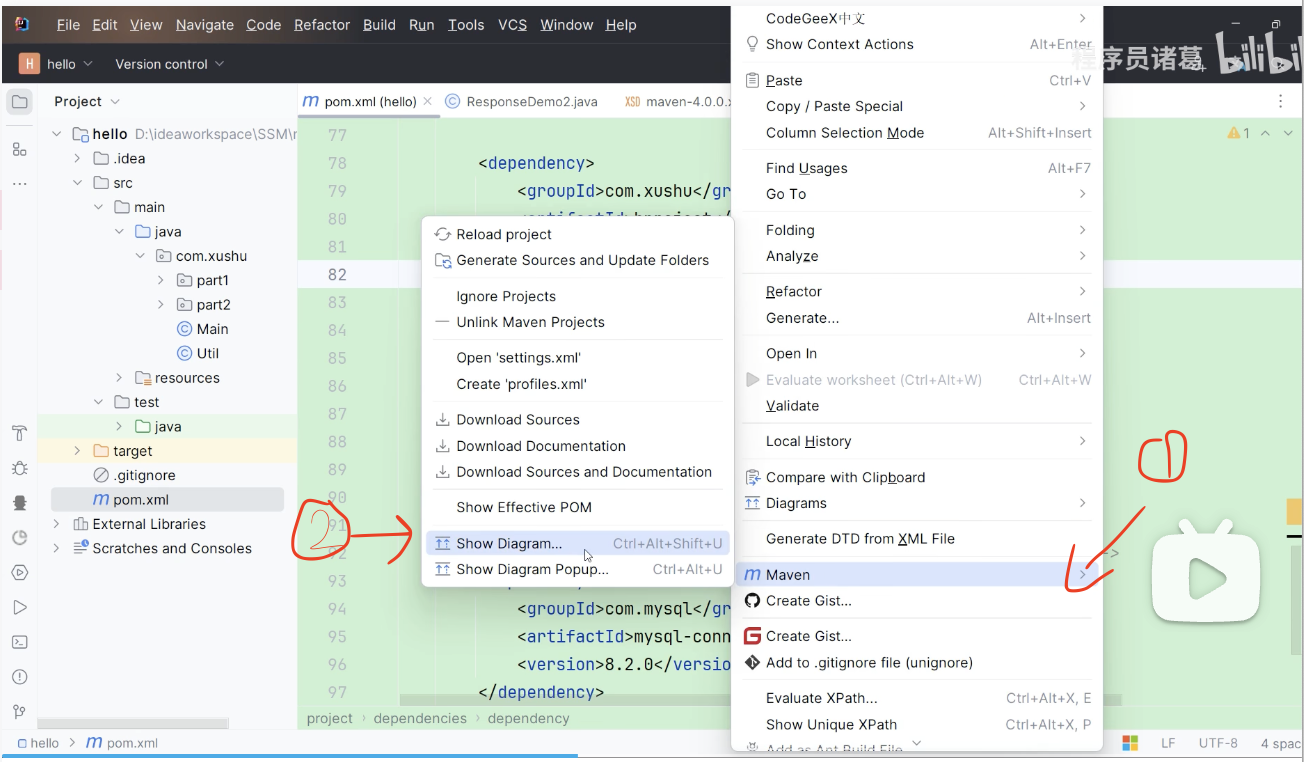 File Edit View Navigate Code Refactor Build Run Tools VCS Window Help
H hello Version control
程序员诸葛 bilibili
Project
pom.xml (hello) ResponseDemo2.java XSD maven-4.0.0.x
hello D:\ideaworkspace\SSM\
.idea
src
main
java
com.xushu
part1
part2
Main
Util
resources
test
java
target
.gitignore
pom.xml
External Libraries
Scratches and Consoles
1
77
78 <dependency>
79 <groupId>com.xushu</gr
80
81
82
83
84
85
86
87
88
89
90
91
92
93
94 <groupId>com.mysql</gr
95 <artifactId>mysql-conn
96 <version>8.2.0</versio
97 </dependency>
Reload project
Generate Sources and Update Folders
Ignore Projects
Unlink Maven Projects
Open 'settings.xml'
Create 'profiles.xml'
Download Sources
Download Documentation
Download Sources and Documentation
Show Effective POM
Show Diagram... Ctrl+Alt+Shift+U
Show Diagram Popup... Ctrl+Alt+U
CodeGeeX中文
Show Context Actions Alt+Enter
Paste Ctrl+V
Copy / Paste Special
Column Selection Mode Alt+Shift+Insert
Find Usages Alt+F7
Go To
Folding
Analyze
Refactor
Generate... Alt+Insert
Open In
Evaluate worksheet (Ctrl+Alt+W) Ctrl+Alt+W
Validate
Local History
Compare with Clipboard
Diagrams
Generate DTD from XML File
Maven
Create Gist...
Create Gist...
Add to .gitignore file (unignore)
Evaluate XPath... Ctrl+Alt+X, E
Show Unique XPath Ctrl+Alt+X, P
Add as Ant Build File
1
2
project dependencies dependency
hello pom.xml
LF UTF-8 4 spac